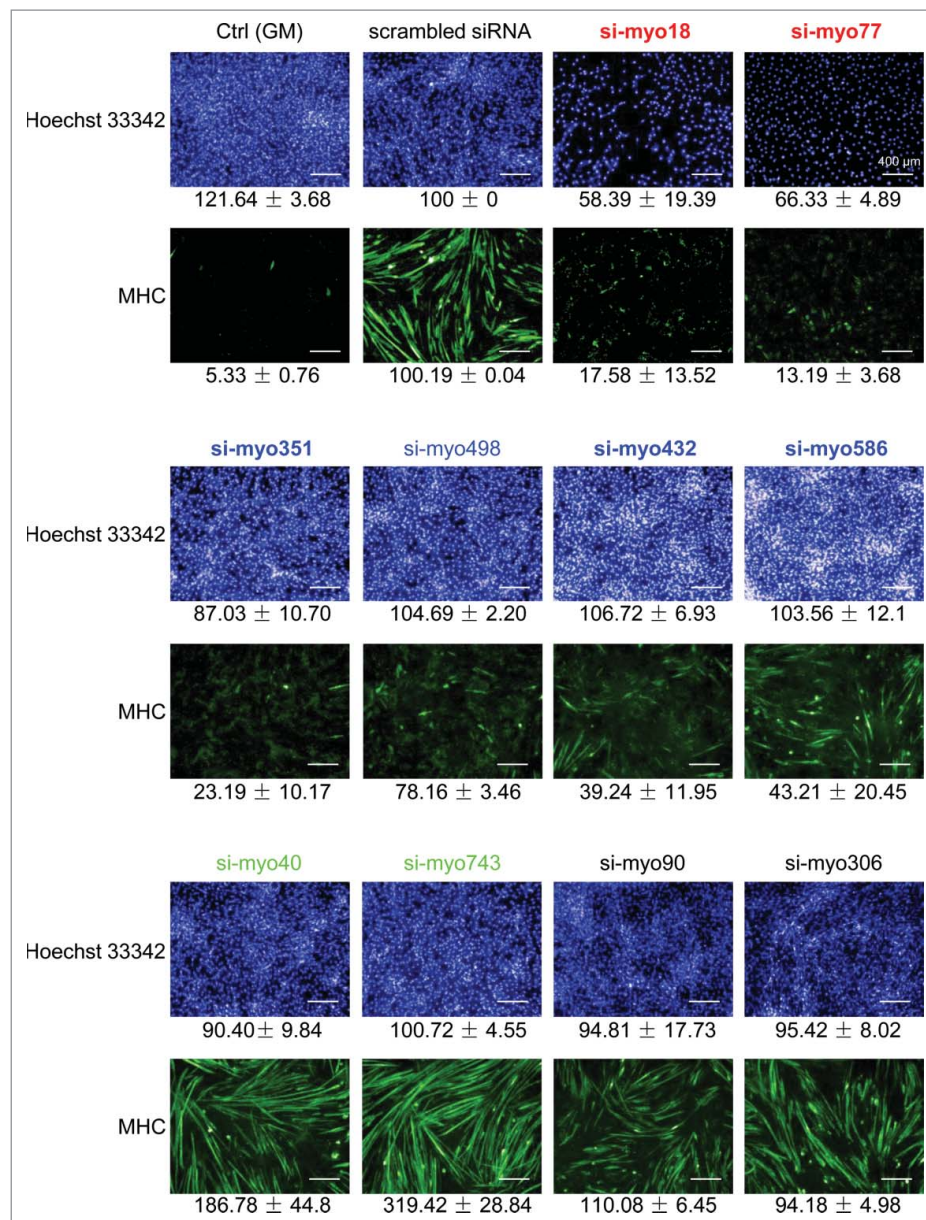 Ctrl (GM) scrambled siRNA si-myo18 si-myo77
Hoechst 33342
400 µm
121.64 ± 3.68 100 ± 0 58.39 ± 19.39 66.33 ± 4.89
MHC
5.33 ± 0.76 100.19 ± 0.04 17.58 ± 13.52 13.19 ± 3.68
si-myo351 si-myo498 si-myo432 si-myo586
Hoechst 33342
87.03 ± 10.70 104.69 ± 2.20 106.72 ± 6.93 103.56 ± 12.1
MHC
23.19 ± 10.17 78.16 ± 3.46 39.24 ± 11.95 43.21 ± 20.45
si-myo40 si-myo743 si-myo90 si-myo306
Hoechst 33342
90.40 ± 9.84 100.72 ± 4.55 94.81 ± 17.73 95.42 ± 8.02
MHC
186.78 ± 44.8 319.42 ± 28.84 110.08 ± 6.45 94.18 ± 4.98